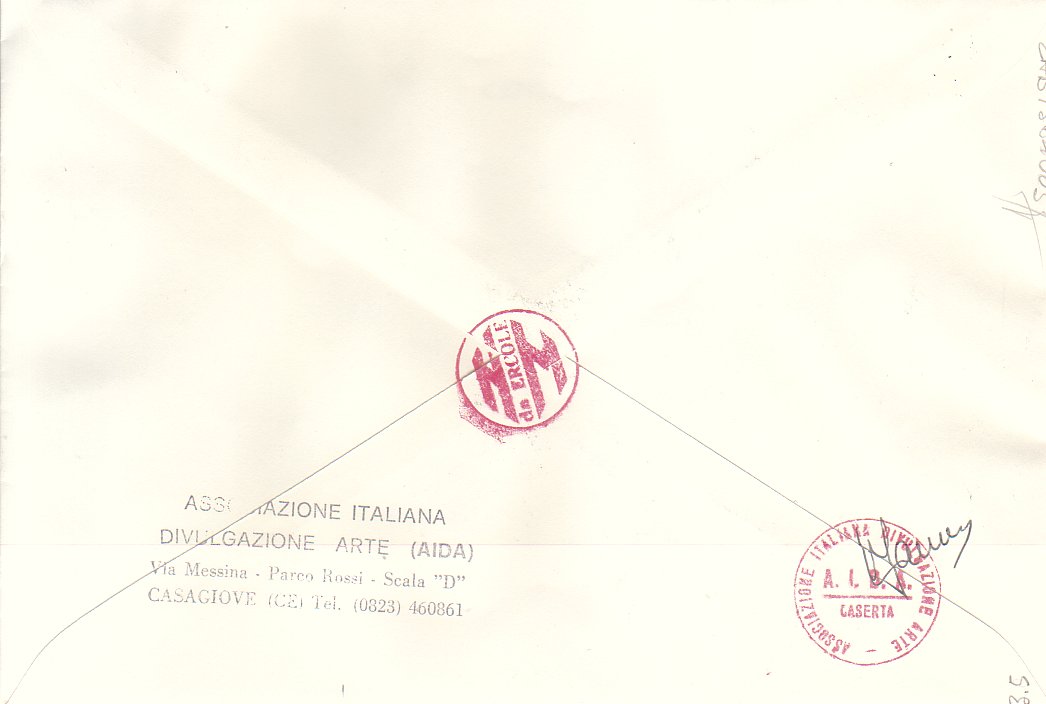 da ERCOLE
ASSOCIAZIONE ITALIANA
DIVULGAZIONE ARTE (AIDA)
Via Messina - Parco Rossi - Scala "D"
CASAGIOVE (CE) Tel. (0823) 460861
ASSOCIAZIONE ITALIANA DIVULGAZIONE ARTE -
A. I. D. A.
CASERTA